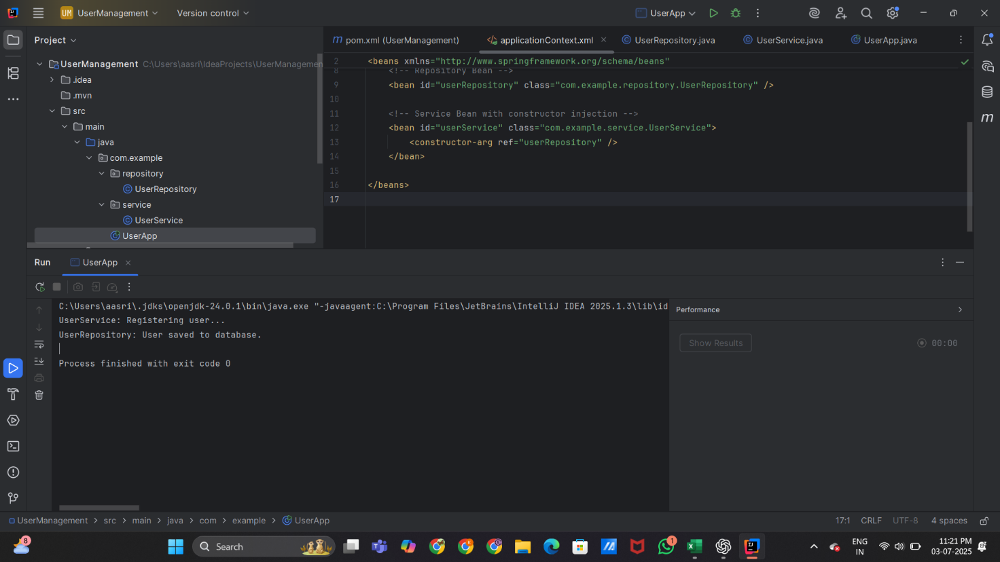 UM UserManagement Version control UserApp
Project
pom.xml (UserManagement) applicationContext.xml UserRepository.java UserService.java UserApp.java
UserManagement C:\Users\aasri\IdeaProjects\UserManagemen
.idea
.mvn
src
main
java
com.example
repository
UserRepository
service
UserService
UserApp
2 <beans xmlns="http://www.springframework.org/schema/beans"
8 <!-- Repository Bean -->
9 <bean id="userRepository" class="com.example.repository.UserRepository" />
10
11 <!-- Service Bean with constructor injection -->
12 <bean id="userService" class="com.example.service.UserService">
13 <constructor-arg ref="userRepository" />
14 </bean>
15
16 </beans>
17
Run UserApp
C:\Users\aasri\.jdks\openjdk-24.0.1\bin\java.exe "-javaagent:C:\Program Files\JetBrains\IntelliJ IDEA 2025.1.3\lib\id
UserService: Registering user...
UserRepository: User saved to database.
Process finished with exit code 0
Performance
Show Results 00:00
UserManagement > src > main > java > com > example > UserApp 17:1 CRLF UTF-8 4 spaces
8 Search 1 ENG IN 11:21 PM
03-07-2025